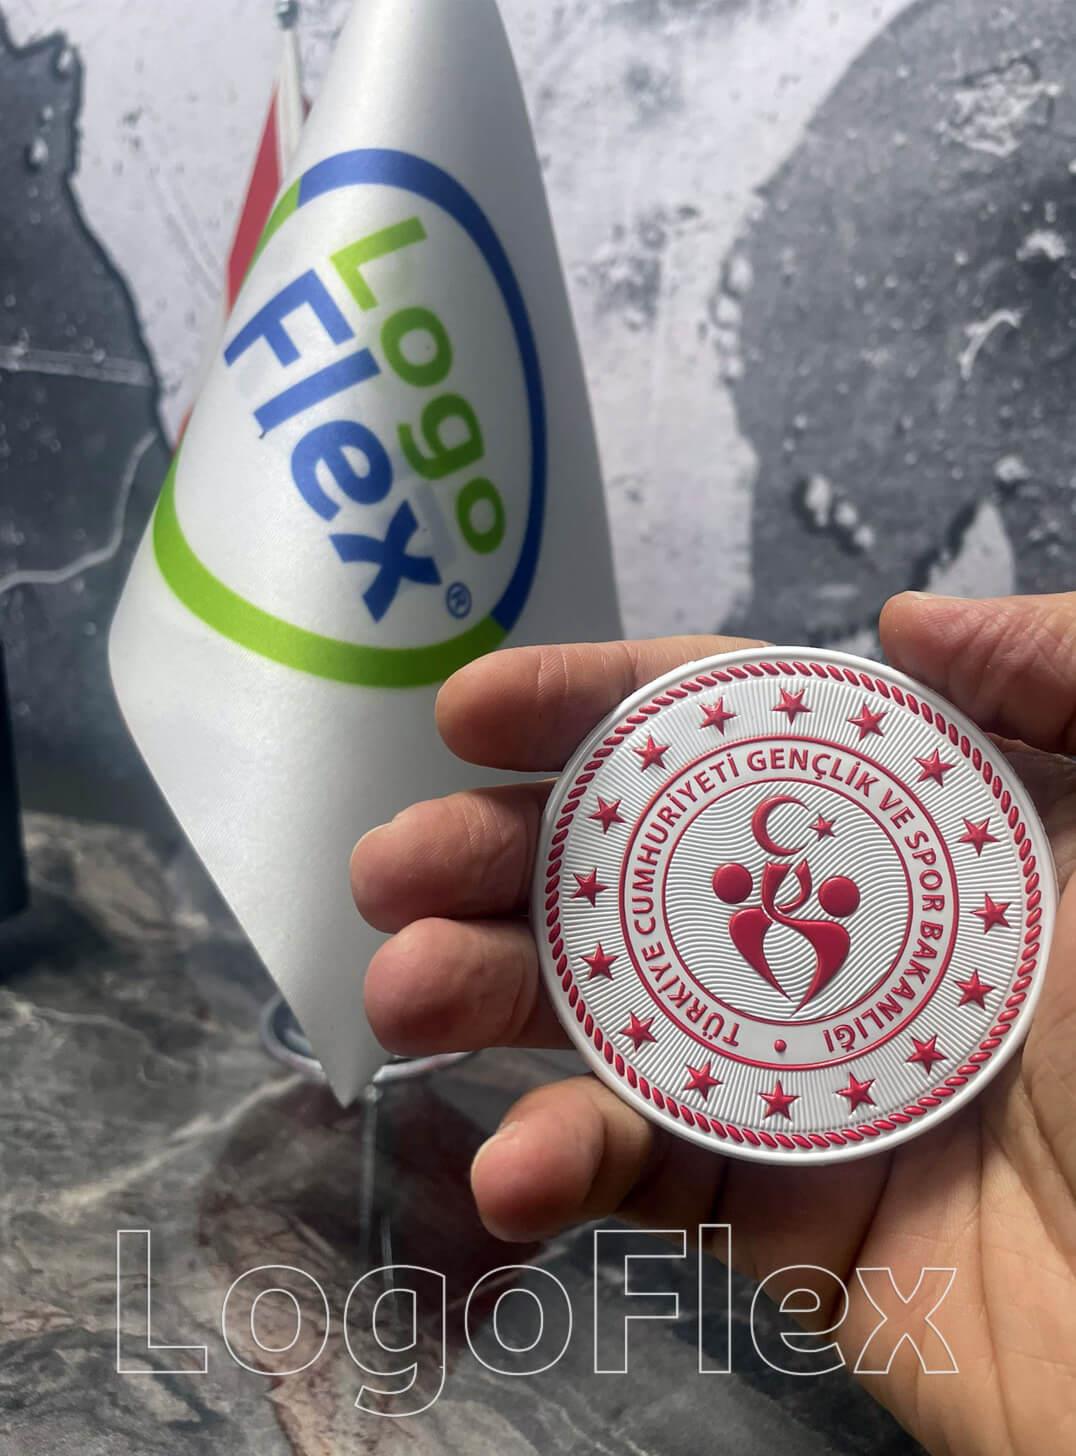 Logo
Flex®
TÜRKİYE CUMHURİYETİ GENÇLİK VE SPOR BAKANLIĞI
LogoFlex